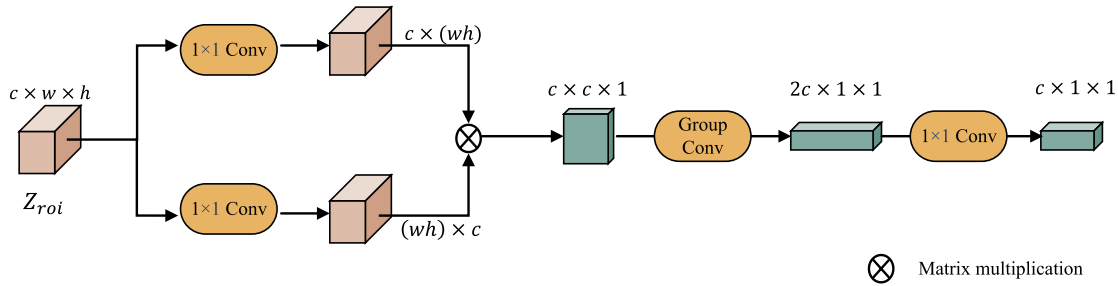 c × w × h
Z_roi
1×1 Conv
c × (wh)
1×1 Conv
(wh) × c
c × c × 1
Group
Conv
2c × 1 × 1
1×1 Conv
c × 1 × 1
Matrix multiplication